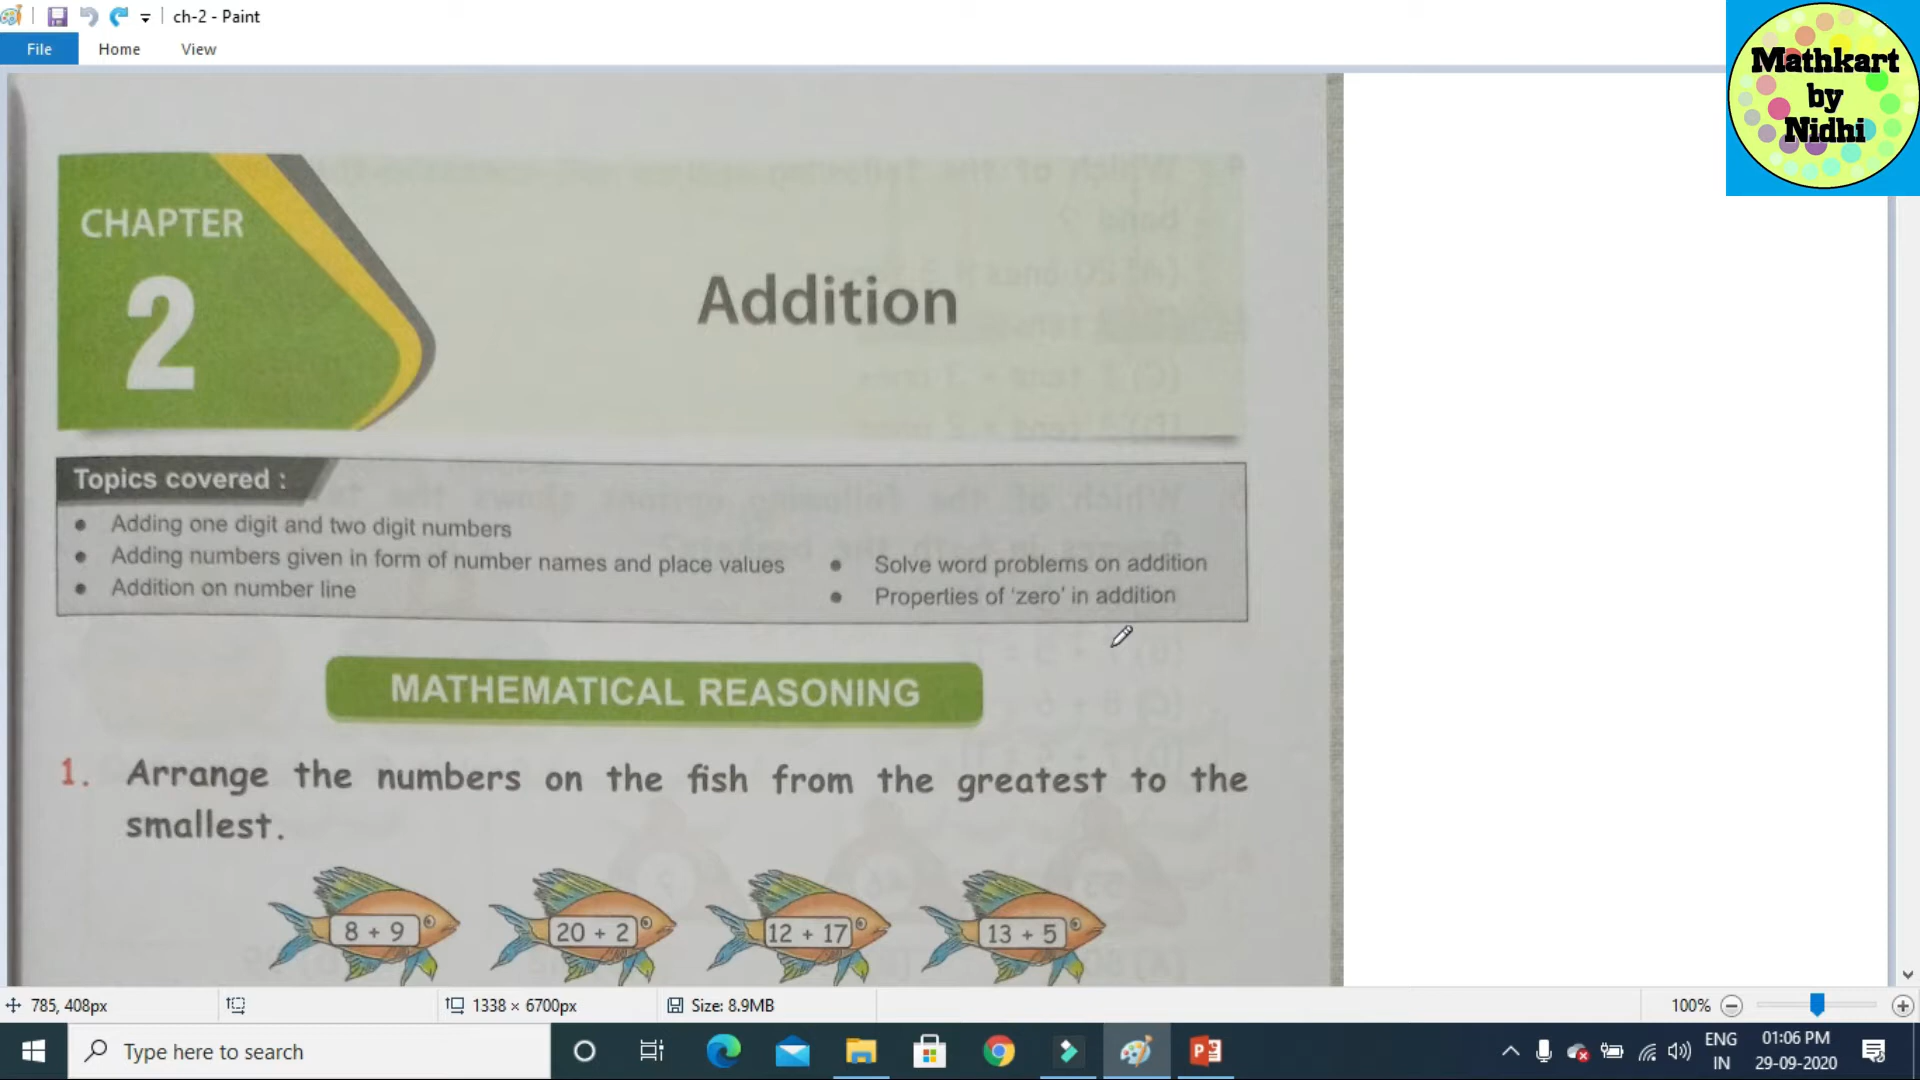 ch-2 - Paint
File Home View
Mathkart
by
Nidhi
CHAPTER
2
Addition
Topics covered :
Adding one digit and two digit numbers
Adding numbers given in form of number names and place values
Addition on number line
Solve word problems on addition
Properties of 'zero' in addition
MATHEMATICAL REASONING
1. Arrange the numbers on the fish from the greatest to the
smallest.
8 + 9 20 + 2 12 + 17 13 + 5
785, 408px 1338 × 6700px Size: 8.9MB 100%
Type here to search
ENG
IN
01:06 PM
29-09-2020